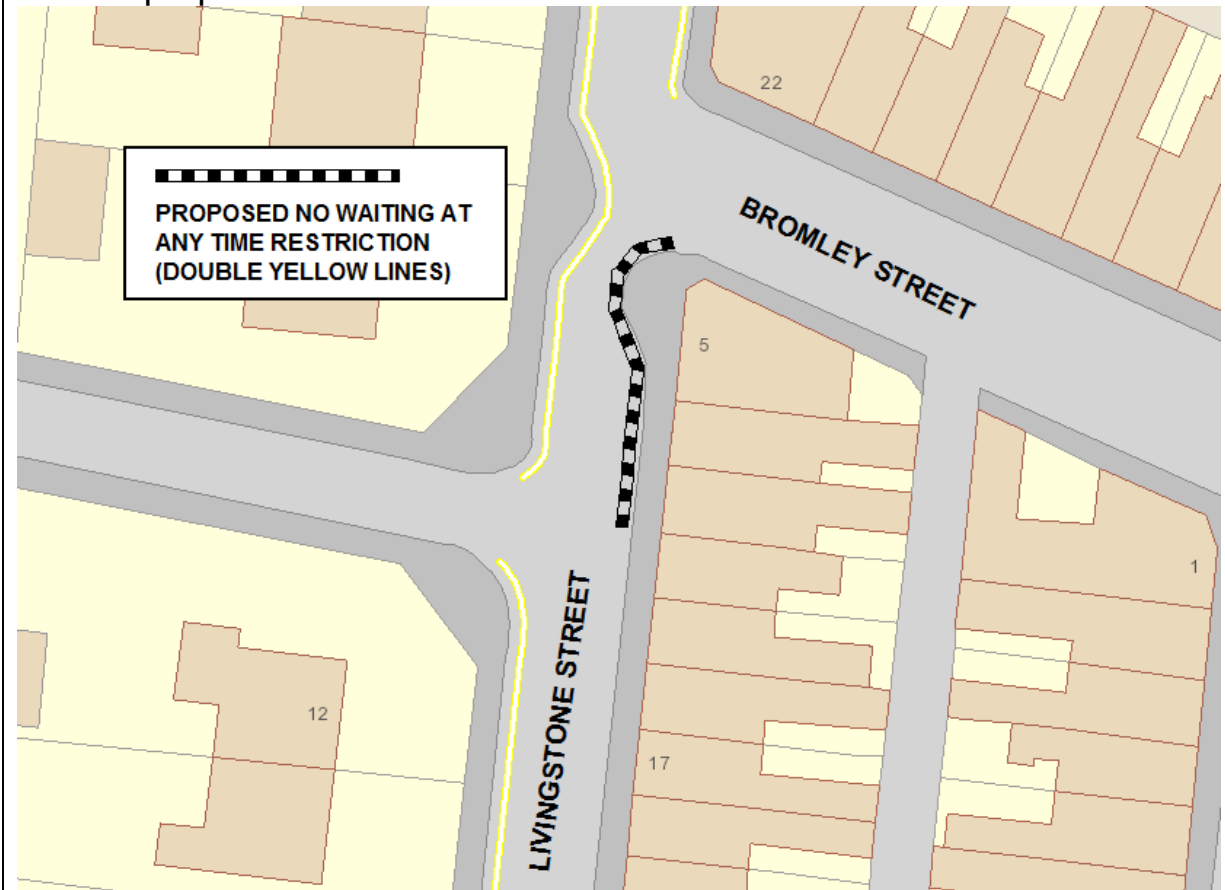 22
PROPOSED NO WAITING AT
ANY TIME RESTRICTION
(DOUBLE YELLOW LINES)
BROMLEY STREET
5
1
LIVINGSTONE STREET
12
17